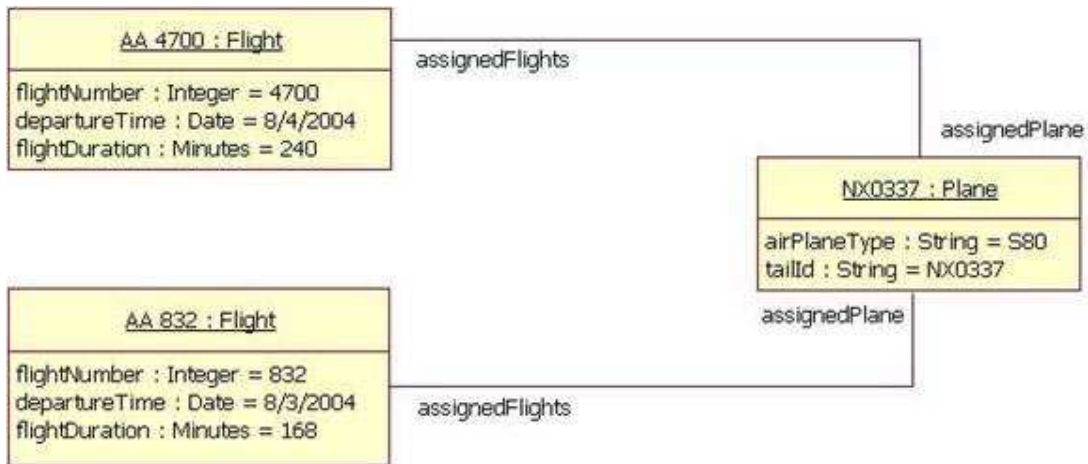 AA 4700 : Flight
flightNumber : Integer = 4700
departureTime : Date = 8/4/2004
flightDuration : Minutes = 240
assignedFlights
assignedPlane
NX0337 : Plane
airPlaneType : String = S80
tailId : String = NX0337
assignedPlane
AA 832 : Flight
flightNumber : Integer = 832
departureTime : Date = 8/3/2004
flightDuration : Minutes = 168
assignedFlights